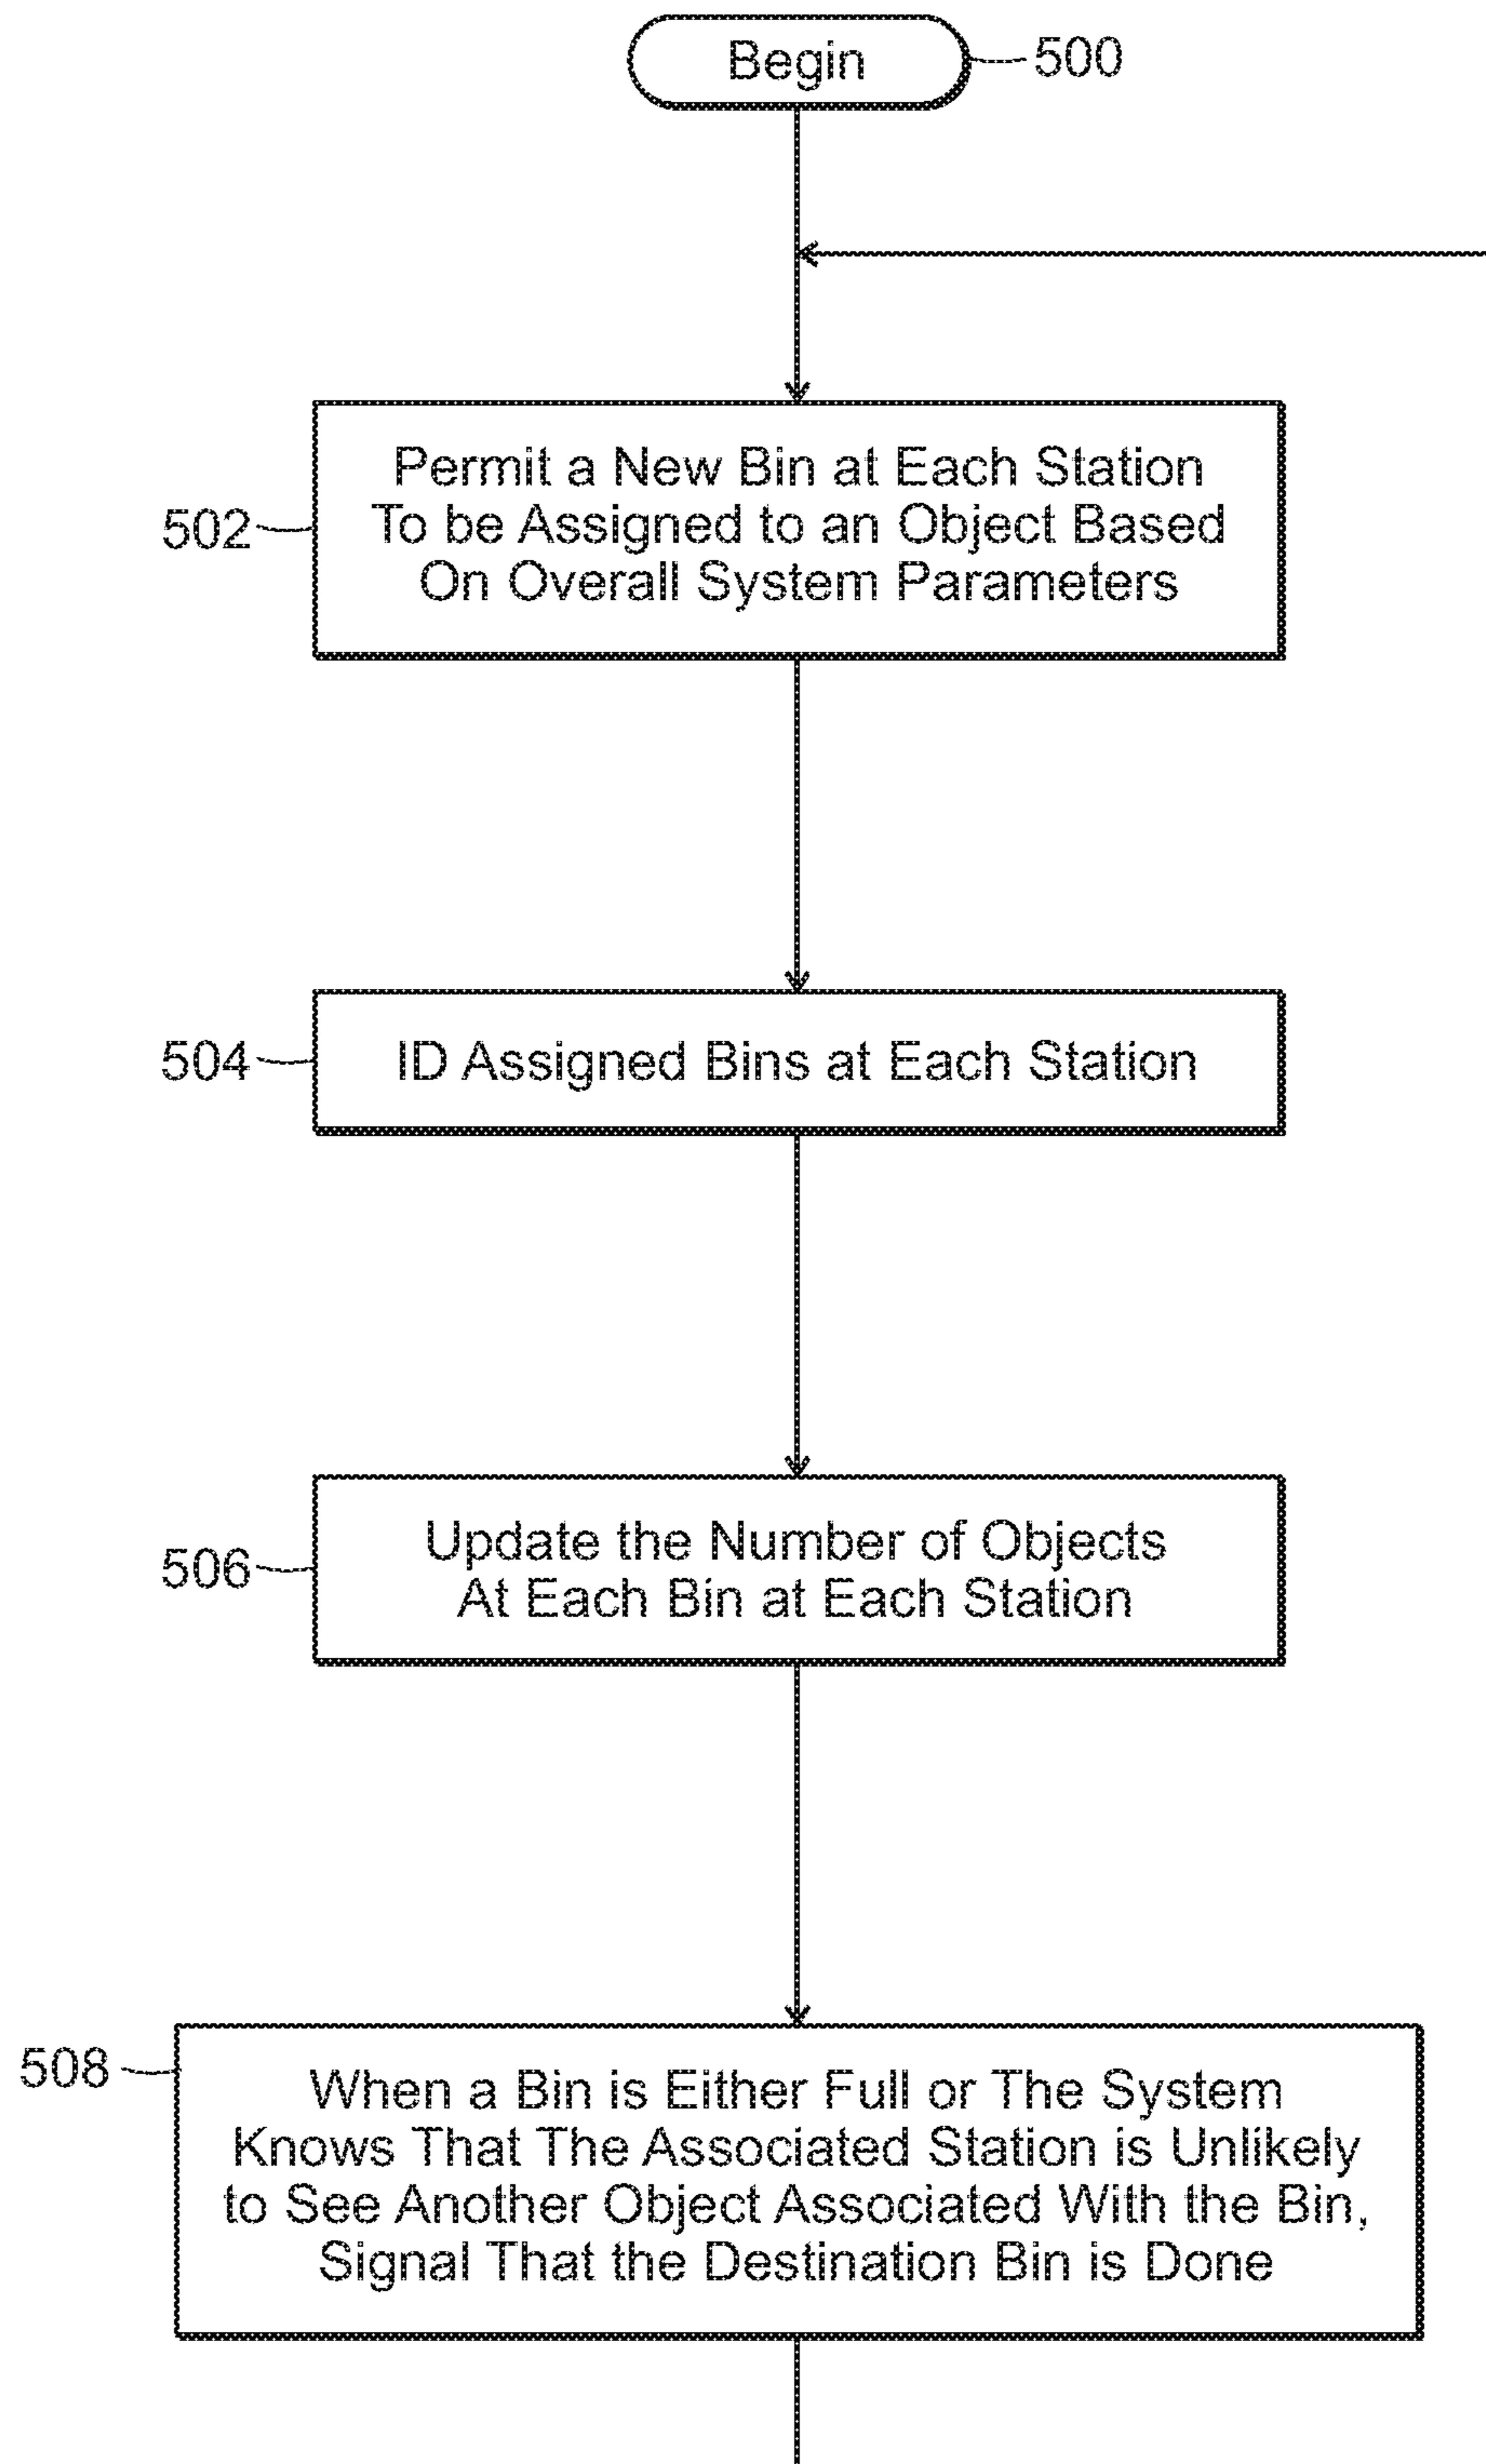 Begin
500
Permit a New Bin at Each Station
To be Assigned to an Object Based
On Overall System Parameters
502
504
ID Assigned Bins at Each Station
506
Update the Number of Objects
At Each Bin at Each Station
508
When a Bin is Either Full or The System
Knows That The Associated Station is Unlikely
to See Another Object Associated With the Bin,
Signal That the Destination Bin is Done